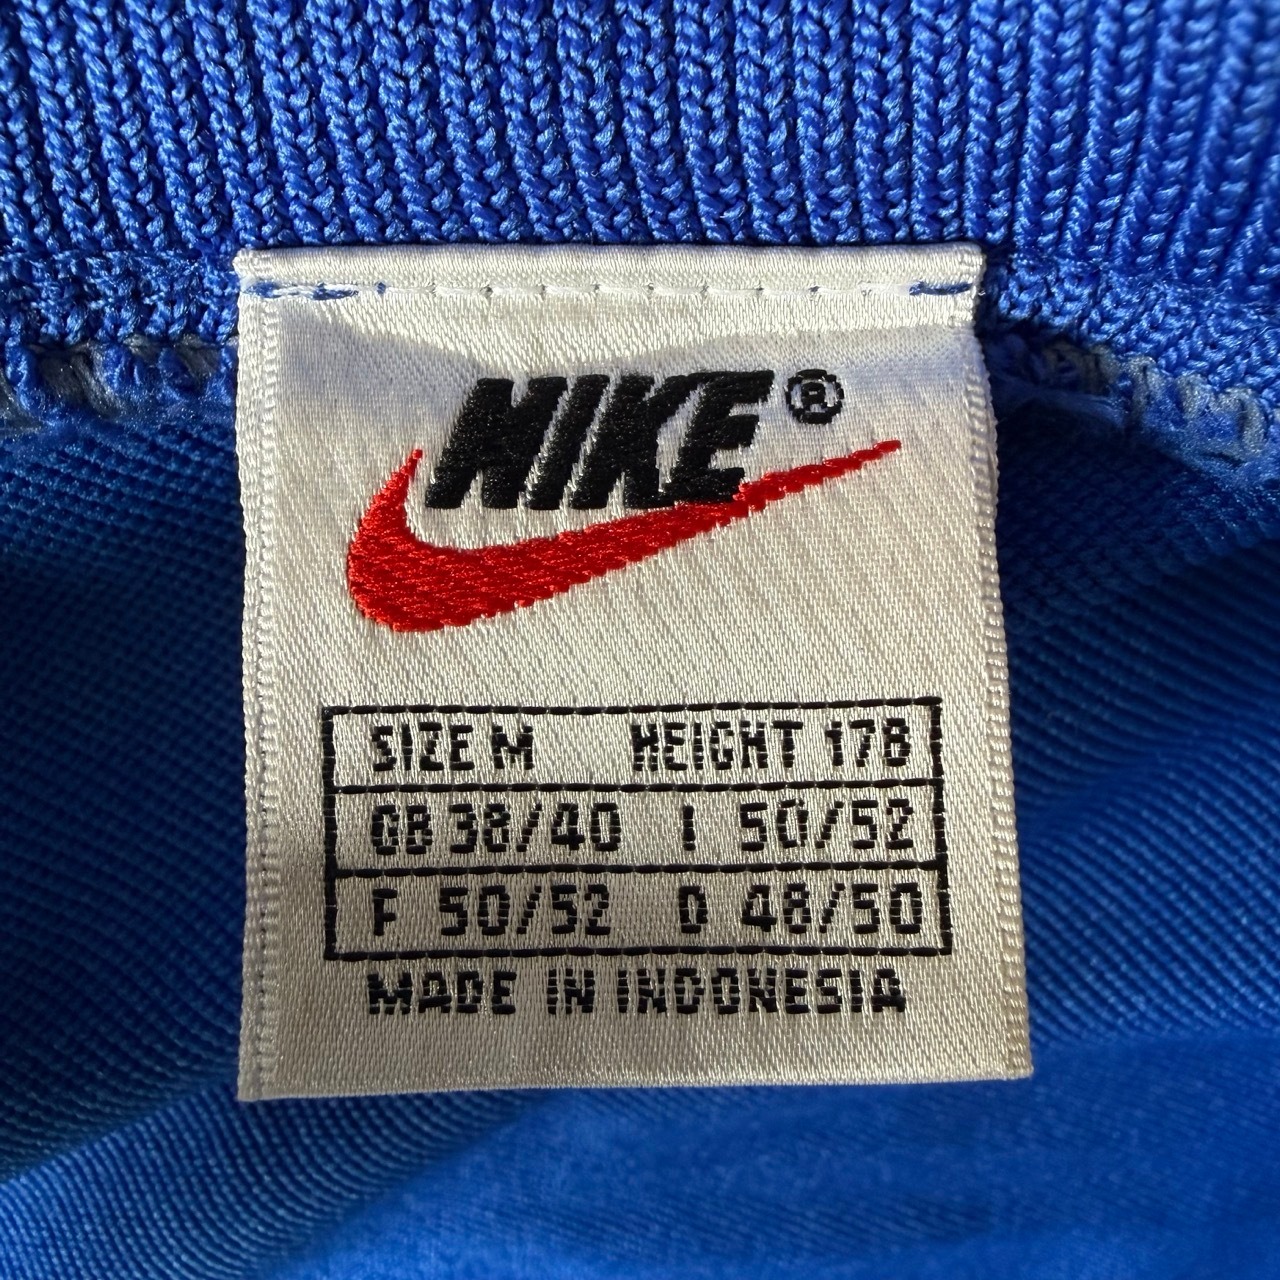 NIKE®
SIZE M HEIGHT 178
GB 38/40 I 50/52
F 50/52 D 48/50
MADE IN INDONESIA